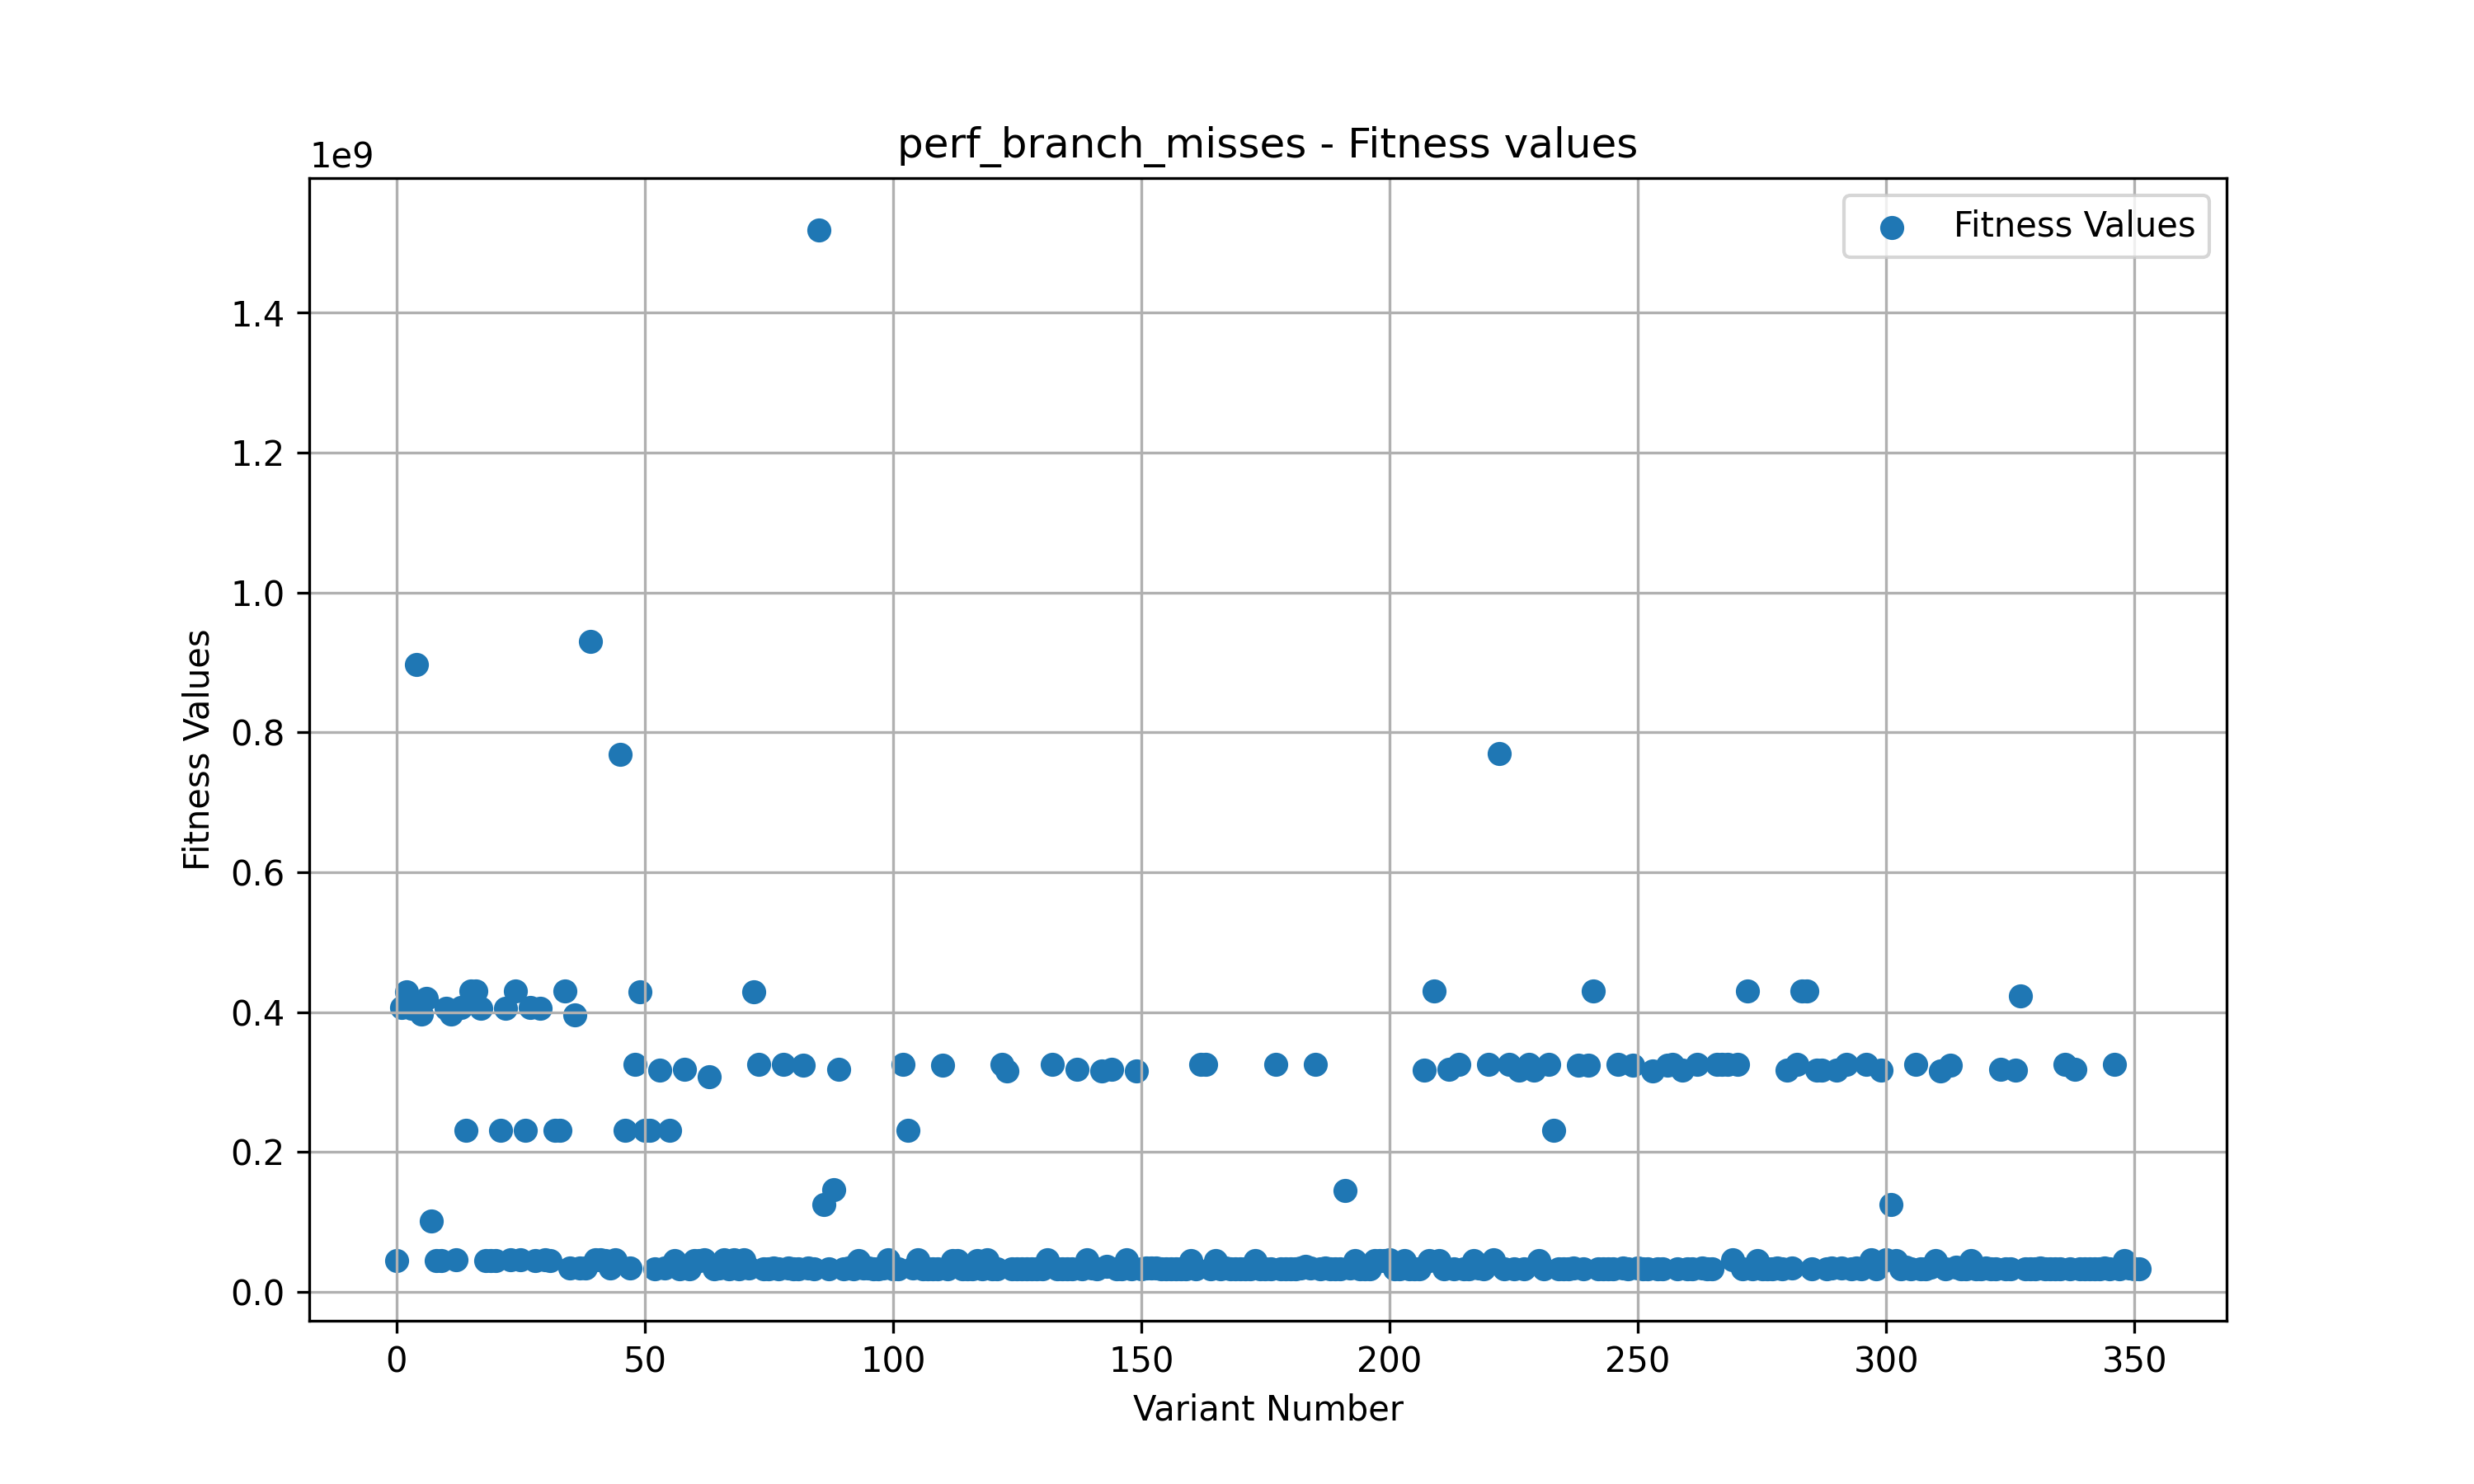 perf_branch_misses - Fitness values
1e9
Fitness Values
1.4
1.2
1.0
0.8
0.6
0.4
0.2
0.0
Fitness Values
0 50 100 150 200 250 300 350
Variant Number